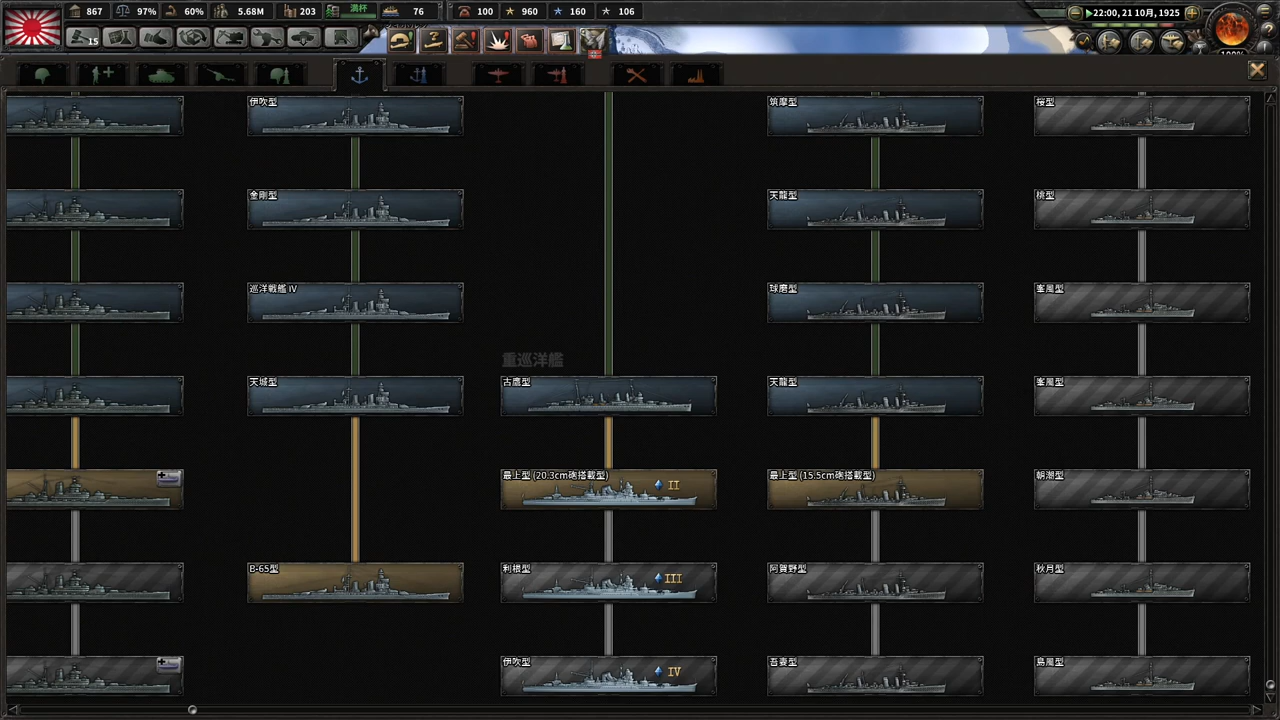 867 97% 60% 5.68M 203 満杯 76 100 960 160 106 22:00, 21 10月, 1925
15
100%
伊吹型 筑摩型 桜型
金剛型 天龍型 桃型
巡洋戦艦 IV 球磨型 峯風型
重巡洋艦
天城型 古鷹型 天龍型 峯風型
最上型 (20.3cm砲搭載型) II 最上型 (15.5cm砲搭載型) 朝潮型
B-65型 利根型 III 阿賀野型 秋月型
伊吹型 IV 吾妻型 島風型